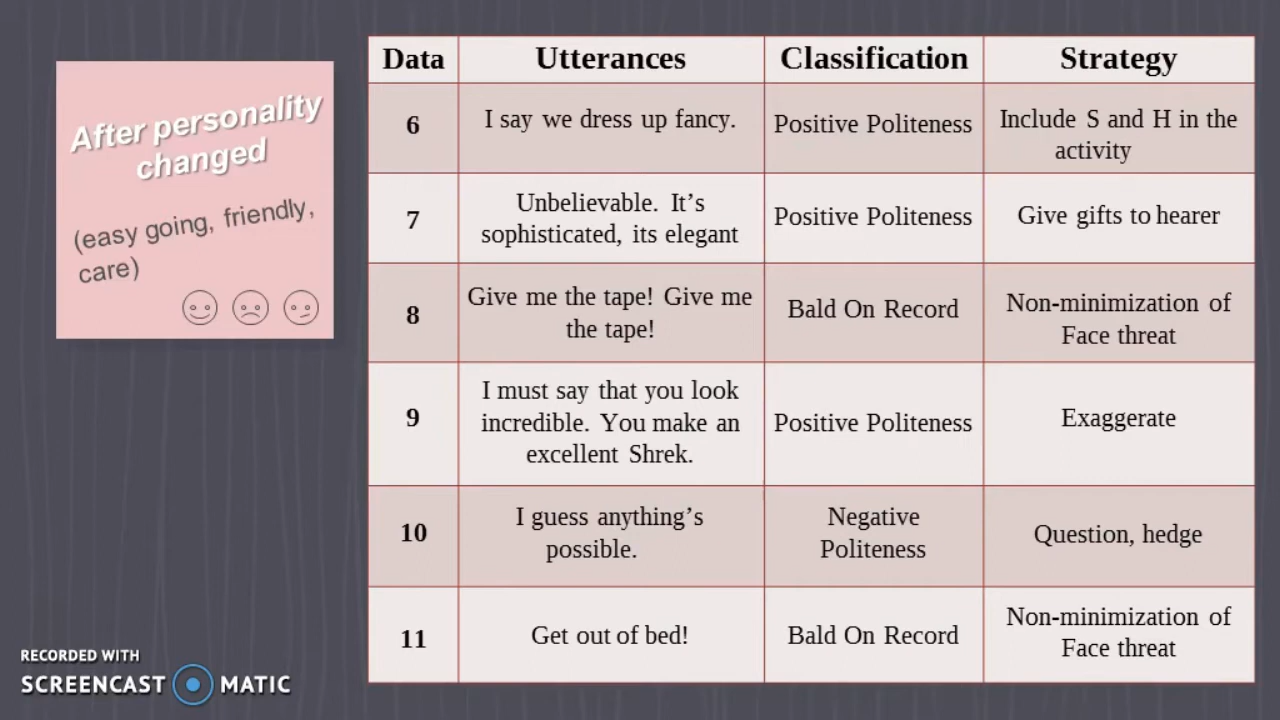 After personality
changed
(easy going, friendly,
care)
Data Utterances Classification Strategy
6 I say we dress up fancy. Positive Politeness Include S and H in the
activity
7 Unbelievable. It’s
sophisticated, its elegant Positive Politeness Give gifts to hearer
8 Give me the tape! Give me
the tape! Bald On Record Non-minimization of
Face threat
9 I must say that you look
incredible. You make an
excellent Shrek. Positive Politeness Exaggerate
10 I guess anything’s
possible. Negative
Politeness Question, hedge
11 Get out of bed! Bald On Record Non-minimization of
Face threat
RECORDED WITH
SCREENCAST MATIC